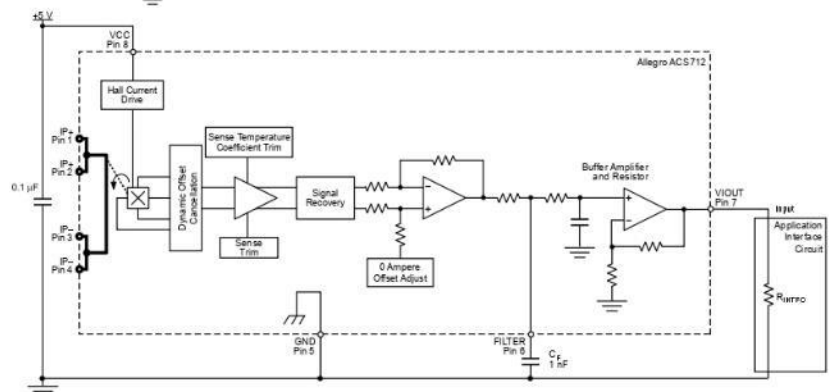 +5 V
VCC
Pin 8
Allegro ACS712
Hall Current
Drive
IP+
Pin 1
IP+
Pin 2
IP–
Pin 3
IP–
Pin 4
0.1 μF
Dynamic Offset
Cancellation
Sense Temperature
Coefficient Trim
Sense
Trim
Signal
Recovery
0 Ampere
Offset Adjust
Buffer Amplifier
and Resistor
VIOUT
Pin 7
Input
Application
Interface
Circuit
GND
Pin 5
FILTER
Pin 6
CF
1 nF